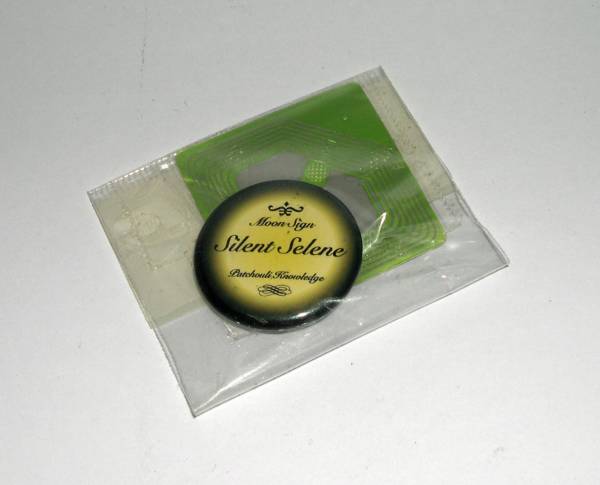 Moon Sign
Silent Selene
Patchouli Knowledge